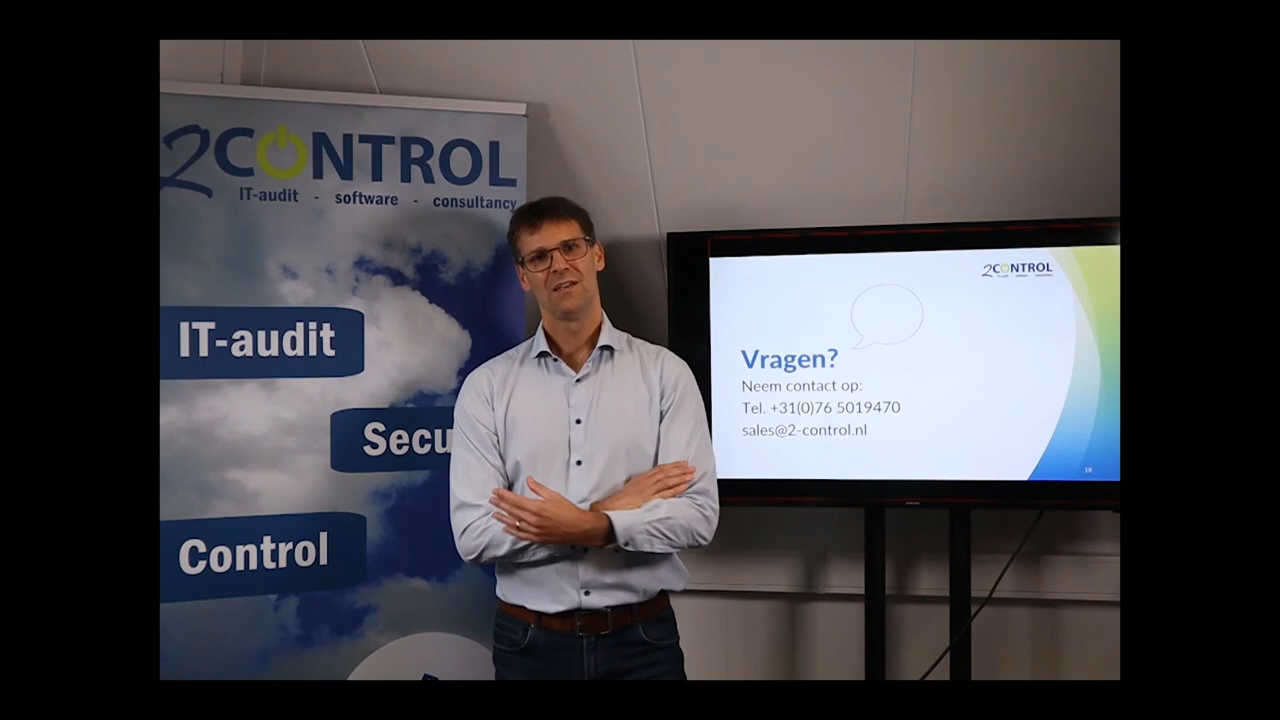 2CONTROL
IT-audit - software - consultancy
IT-audit
Secu
Control
2CONTROL
Vragen?
Neem contact op:
Tel. +31(0)76 5019470
sales@2-control.nl
18